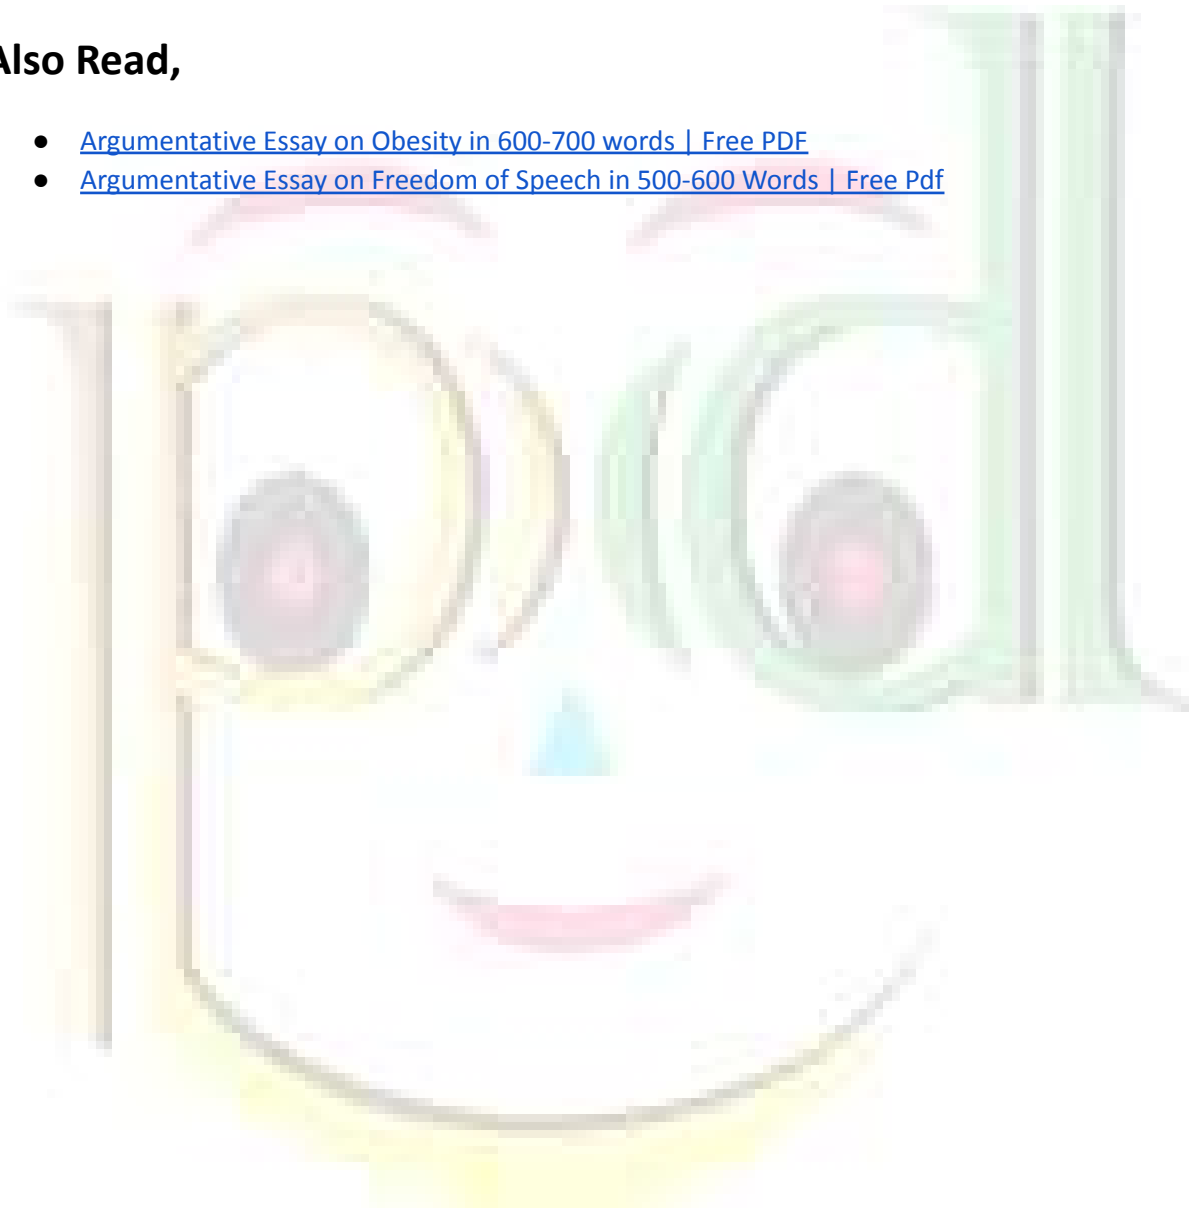 Also Read,
● Argumentative Essay on Obesity in 600-700 words | Free PDF
● Argumentative Essay on Freedom of Speech in 500-600 Words | Free Pdf